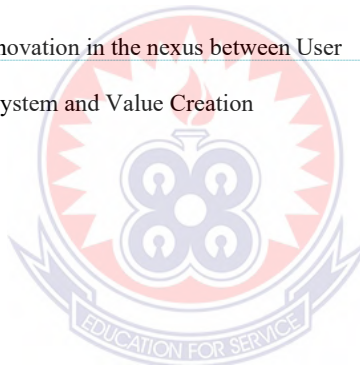 novation in the nexus between User
ystem and Value Creation
EDUCATION FOR SERVICE